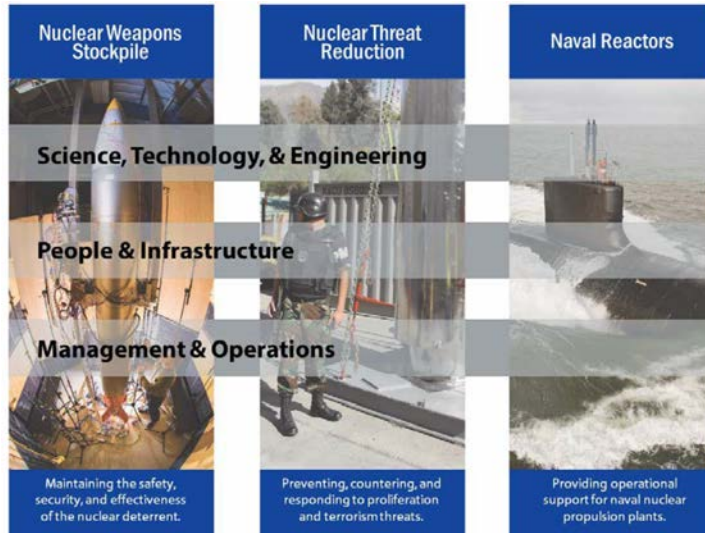 Nuclear Weapons
Stockpile
Nuclear Threat
Reduction
Naval Reactors
Science, Technology, & Engineering
People & Infrastructure
Management & Operations
Maintaining the safety,
security, and effectiveness
of the nuclear deterrent.
Preventing, countering, and
responding to proliferation
and terrorism threats.
Providing operational
support for naval nuclear
propulsion plants.